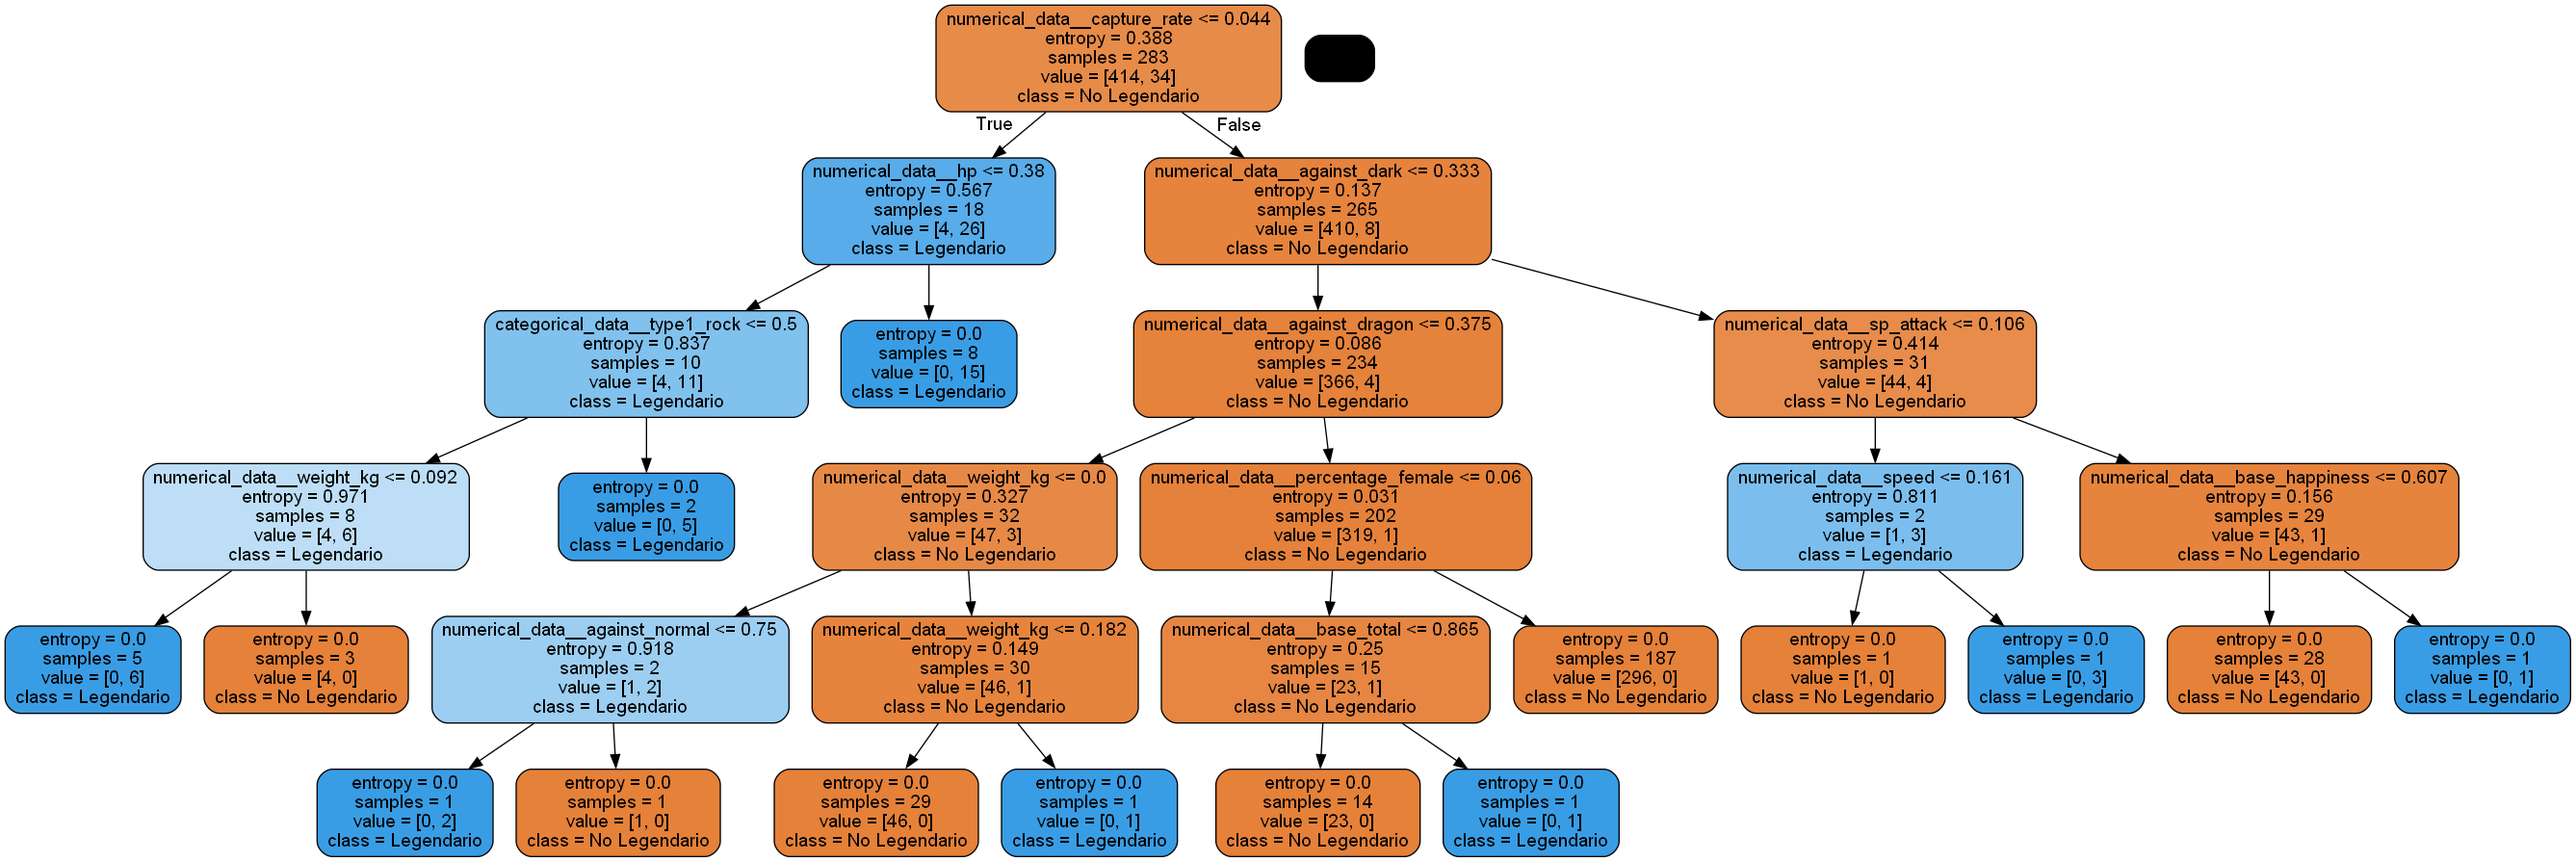 numerical_data__capture_rate <= 0.044
entropy = 0.388
samples = 283
value = [414, 34]
class = No Legendario
True
False
numerical_data__hp <= 0.38
entropy = 0.567
samples = 18
value = [4, 26]
class = Legendario
numerical_data__against_dark <= 0.333
entropy = 0.137
samples = 265
value = [410, 8]
class = No Legendario
categorical_data__type1_rock <= 0.5
entropy = 0.837
samples = 10
value = [4, 11]
class = Legendario
entropy = 0.0
samples = 8
value = [0, 15]
class = Legendario
numerical_data__against_dragon <= 0.375
entropy = 0.086
samples = 234
value = [366, 4]
class = No Legendario
numerical_data__sp_attack <= 0.106
entropy = 0.414
samples = 31
value = [44, 4]
class = No Legendario
numerical_data__weight_kg <= 0.092
entropy = 0.971
samples = 8
value = [4, 6]
class = Legendario
entropy = 0.0
samples = 2
value = [0, 5]
class = Legendario
numerical_data__weight_kg <= 0.0
entropy = 0.327
samples = 32
value = [47, 3]
class = No Legendario
numerical_data__percentage_female <= 0.06
entropy = 0.031
samples = 202
value = [319, 1]
class = No Legendario
numerical_data__speed <= 0.161
entropy = 0.811
samples = 2
value = [1, 3]
class = Legendario
numerical_data__base_happiness <= 0.607
entropy = 0.156
samples = 29
value = [43, 1]
class = No Legendario
entropy = 0.0
samples = 5
value = [0, 6]
class = Legendario
entropy = 0.0
samples = 3
value = [4, 0]
class = No Legendario
numerical_data__against_normal <= 0.75
entropy = 0.918
samples = 2
value = [1, 2]
class = Legendario
numerical_data__weight_kg <= 0.182
entropy = 0.149
samples = 30
value = [46, 1]
class = No Legendario
numerical_data__base_total <= 0.865
entropy = 0.25
samples = 15
value = [23, 1]
class = No Legendario
entropy = 0.0
samples = 187
value = [296, 0]
class = No Legendario
entropy = 0.0
samples = 1
value = [1, 0]
class = No Legendario
entropy = 0.0
samples = 1
value = [0, 3]
class = Legendario
entropy = 0.0
samples = 28
value = [43, 0]
class = No Legendario
entropy = 0.0
samples = 1
value = [0, 1]
class = Legendario
entropy = 0.0
samples = 1
value = [0, 2]
class = Legendario
entropy = 0.0
samples = 1
value = [1, 0]
class = No Legendario
entropy = 0.0
samples = 29
value = [46, 0]
class = No Legendario
entropy = 0.0
samples = 1
value = [0, 1]
class = Legendario
entropy = 0.0
samples = 14
value = [23, 0]
class = No Legendario
entropy = 0.0
samples = 1
value = [0, 1]
class = Legendario